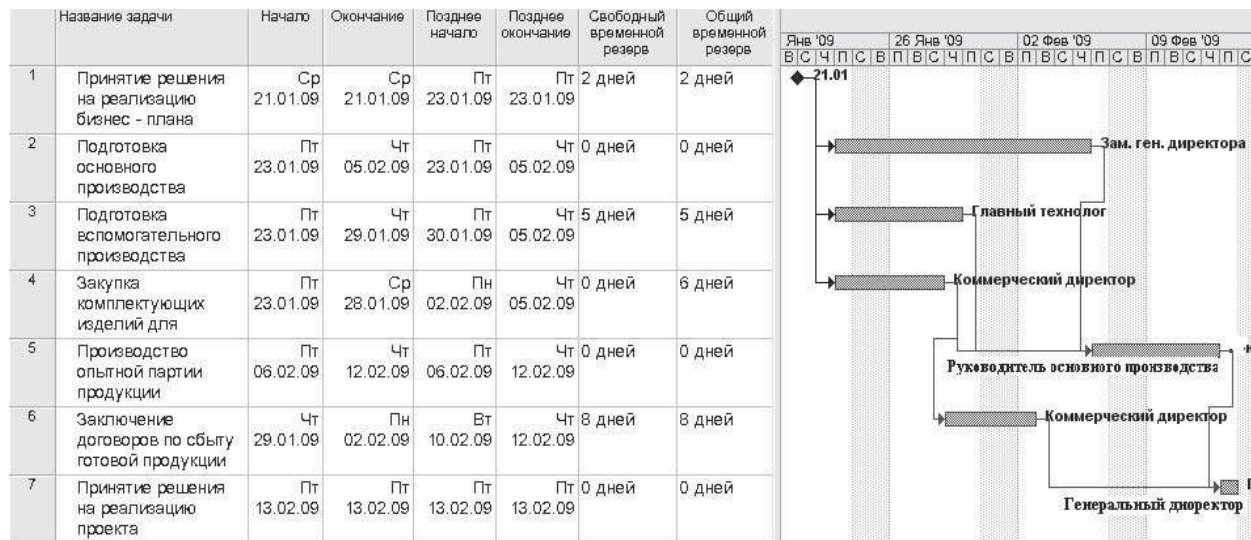 Название задачи Начало Окончание Позднее начало Позднее окончание Свободный временной резерв Общий временной резерв
Янв '09 26 Янв '09 02 Фев '09 09 Фев '09
В С Ч П С В П В С Ч П С В П В С Ч П С В П В С Ч П С
1 Принятие решения на реализацию бизнес - плана Ср 21.01.09 Ср 21.01.09 Пт 23.01.09 Пт 23.01.09 2 дней 2 дней
21.01
2 Подготовка основного производства Пт 23.01.09 Чт 05.02.09 Пт 23.01.09 Чт 05.02.09 0 дней 0 дней
Зам. ген. директора
3 Подготовка вспомогательного производства Пт 23.01.09 Чт 29.01.09 Пт 30.01.09 Чт 05.02.09 5 дней 5 дней
Главный технолог
4 Закупка комплектующих изделий для Пт 23.01.09 Ср 28.01.09 Пн 02.02.09 Чт 05.02.09 0 дней 6 дней
Коммерческий директор
5 Производство опытной партии продукции Пт 06.02.09 Чт 12.02.09 Пт 06.02.09 Чт 12.02.09 0 дней 0 дней
Руководитель основного производства
6 Заключение договоров по сбыту готовой продукции Чт 29.01.09 Пн 02.02.09 Вт 10.02.09 Чт 12.02.09 8 дней 8 дней
Коммерческий директор
7 Принятие решения на реализацию проекта Пт 13.02.09 Пт 13.02.09 Пт 13.02.09 Пт 13.02.09 0 дней 0 дней
Генеральный диоректор